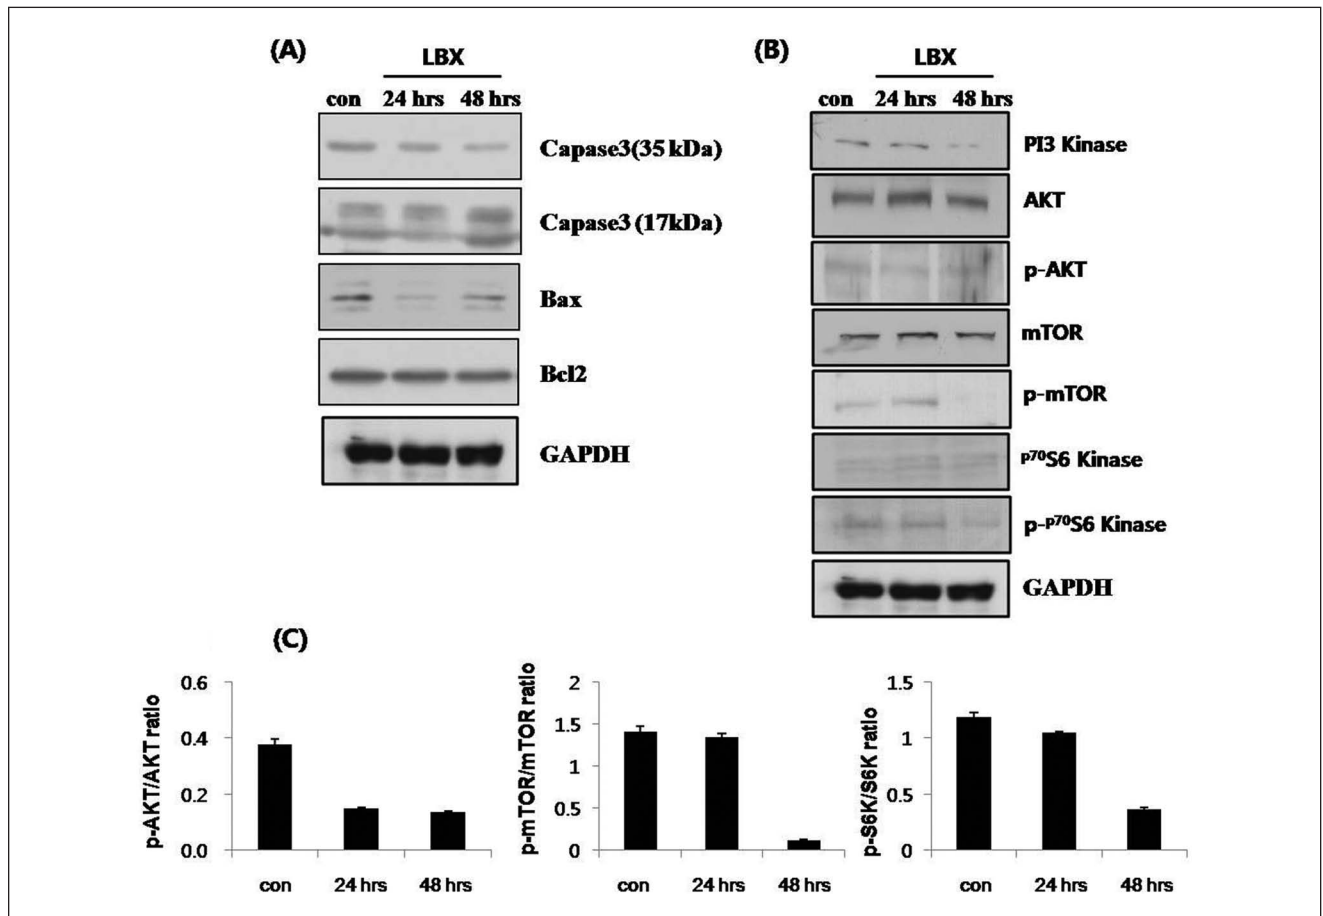 (A)
LBX
con 24 hrs 48 hrs
Capase3(35 kDa)
Capase3 (17kDa)
Bax
Bcl2
GAPDH
(B)
LBX
con 24 hrs 48 hrs
PI3 Kinase
AKT
p-AKT
mTOR
p-mTOR
P70S6 Kinase
p-P70S6 Kinase
GAPDH
(C)
p-AKT/AKT ratio
0.6
0.4
0.2
0.0
con 24 hrs 48 hrs
p-mTOR/mTOR ratio
2
1.5
1
0.5
0
con 24 hrs 48 hrs
p-S6K/S6K ratio
1.5
1
0.5
0
con 24 hrs 48 hrs